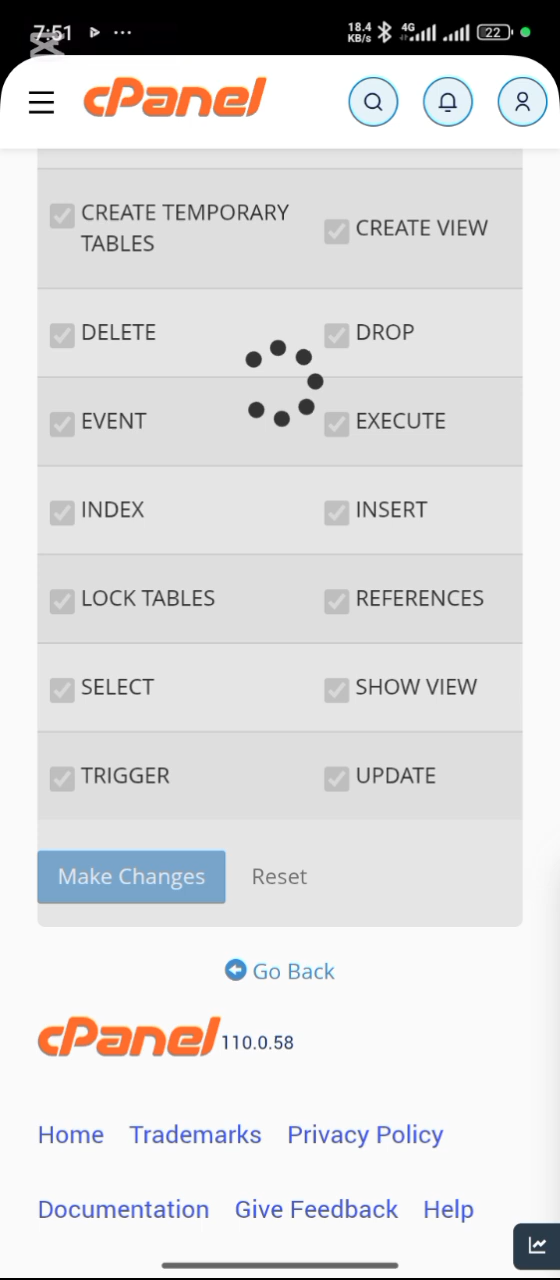 7:51
18.4
KB/s
4G
22
cPanel
CREATE TEMPORARY
TABLES
CREATE VIEW
DELETE
DROP
EVENT
EXECUTE
INDEX
INSERT
LOCK TABLES
REFERENCES
SELECT
SHOW VIEW
TRIGGER
UPDATE
Make Changes
Reset
Go Back
cPanel 110.0.58
Home Trademarks Privacy Policy
Documentation Give Feedback Help